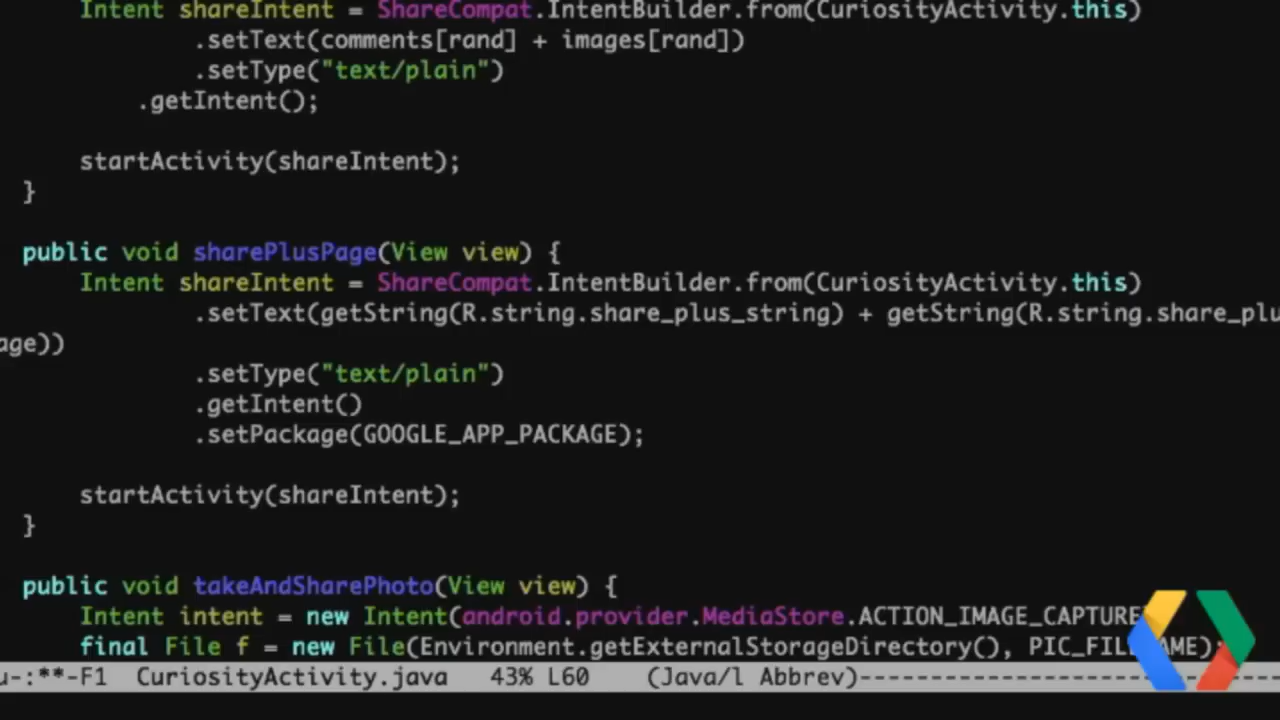 Intent shareIntent = ShareCompat.IntentBuilder.from(CuriosityActivity.this)
.setText(comments[rand] + images[rand])
.setType("text/plain")
.getIntent();
startActivity(shareIntent);
}
public void sharePlusPage(View view) {
Intent shareIntent = ShareCompat.IntentBuilder.from(CuriosityActivity.this)
.setText(getString(R.string.share_plus_string) + getString(R.string.share_plu
age))
.setType("text/plain")
.getIntent()
.setPackage(GOOGLE_APP_PACKAGE);
startActivity(shareIntent);
}
public void takeAndSharePhoto(View view) {
Intent intent = new Intent(android.provider.MediaStore.ACTION_IMAGE_CAPTURE
final File f = new File(Environment.getExternalStorageDirectory(),
u-:**-F1 CuriosityActivity.java 43% L60 (Java/l Abbrev)----------------------